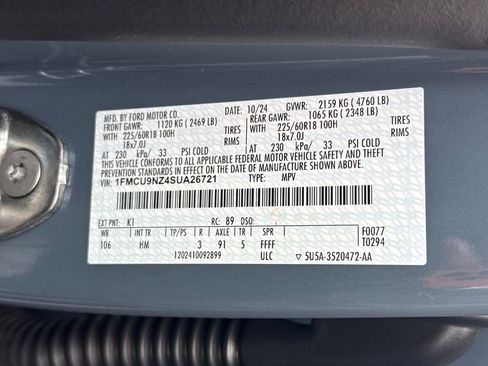 MFD. BY FORD MOTOR CO. DATE: 10/24 GVWR: 2159 KG ( 4760 LB)
FRONT GAWR: 1120 KG ( 2469 LB) REAR GAWR: 1065 KG ( 2348 LB)
WITH TIRES WITH TIRES
225/60R18 100H RIMS 225/60R18 100H RIMS
18x7.0J 18x7.0J
AT 230 kPa/ 33 PSI COLD AT 230 kPa/ 33 PSI COLD
THIS VEHICLE CONFORMS TO ALL APPLICABLE FEDERAL MOTOR VEHICLE SAFETY AND THEFT
PREVENTION STANDARDS IN EFFECT ON THE DATE OF MANUFACTURE SHOWN ABOVE.
VIN: 1FMCU9NZ4SUA26721 TYPE: MPV
EXT PNT: K1 RC: 89 DSO:
WB INT TR TP/PS R AXLE TR SPR F0077
106 HM 3 91 5 FFFF T0294
1202410092899 ULC ▽ 5U5A-3520472-AA